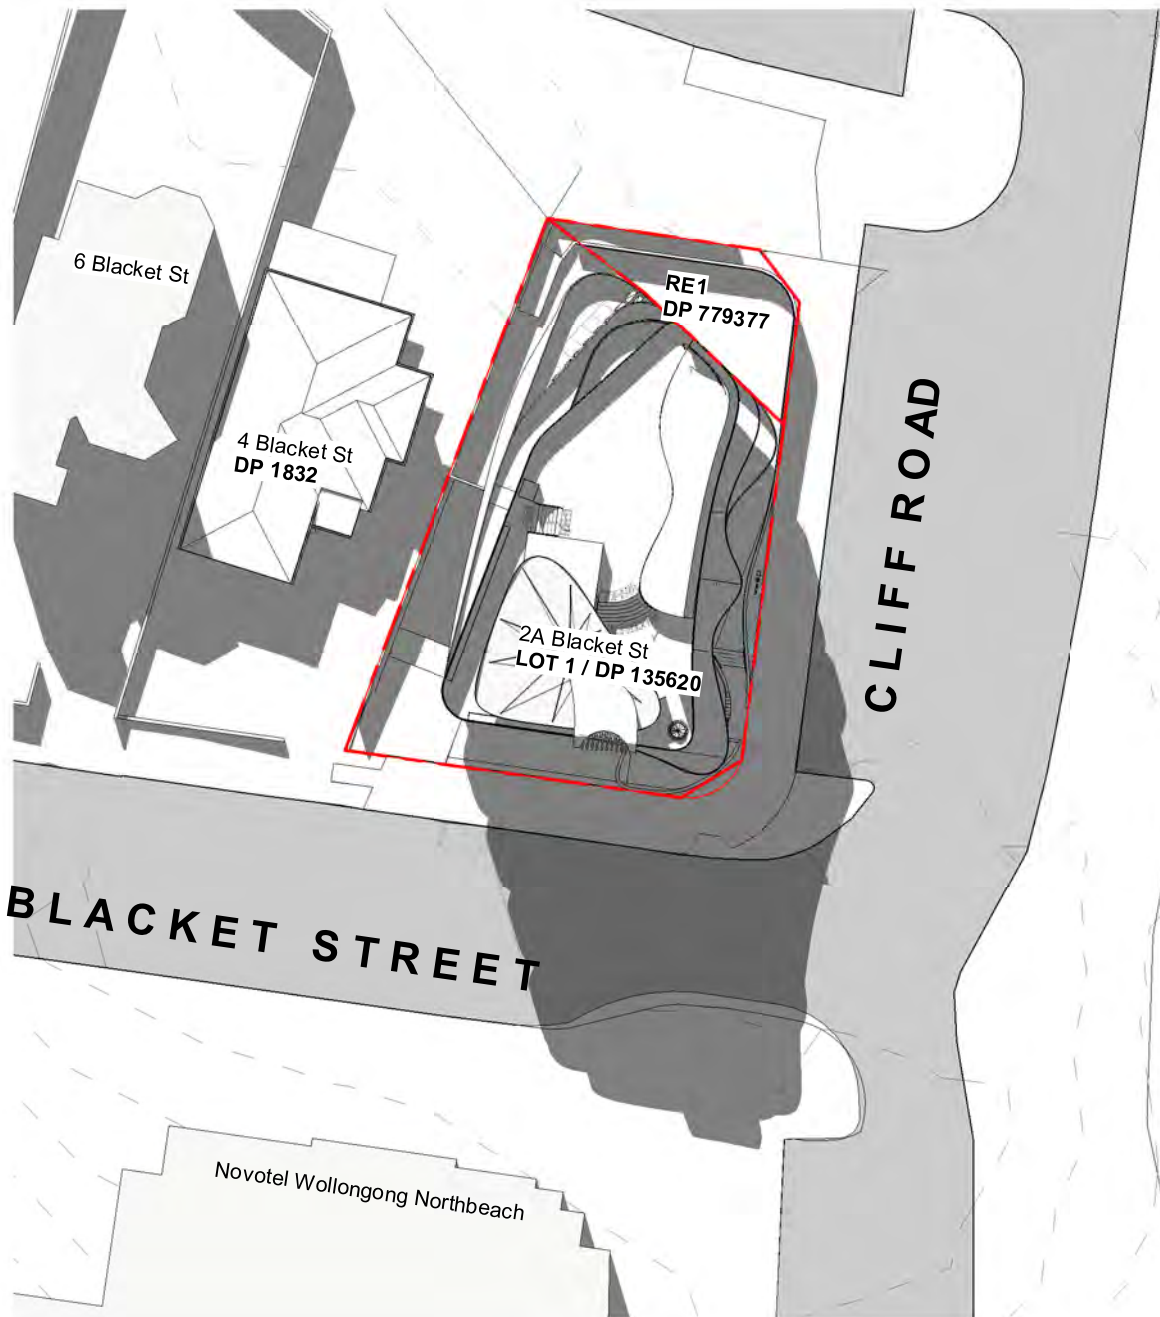 6 Blacket St
RE1
DP 779377
4 Blacket St
DP 1832
CLIFF ROAD
2A Blacket St
LOT 1 / DP 135620
BLACKET STREET
Novotel Wollongong Northbeach